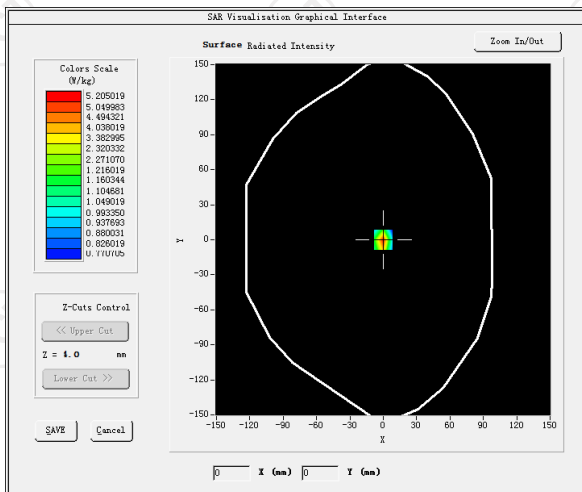 SAR Visualisation Graphical Interface
Surface Radiated Intensity
Zoom In/Out
Colors Scale
(W/kg)
5.205019
5.049983
4.494321
4.038019
3.382995
2.320332
2.271070
1.216019
1.160344
1.104681
1.049019
0.993350
0.937693
0.880031
0.826019
0.770705
Z-Cuts Control
<< Upper Cut
Z = 4.0 mm
Lower Cut >>
SAVE Cancel
150
120
90
60
30
0
-30
-60
-90
-120
-150
Y
-150 -120 -90 -60 -30 0 30 60 90 120 150
X
0 X (mm) 0 Y (mm)